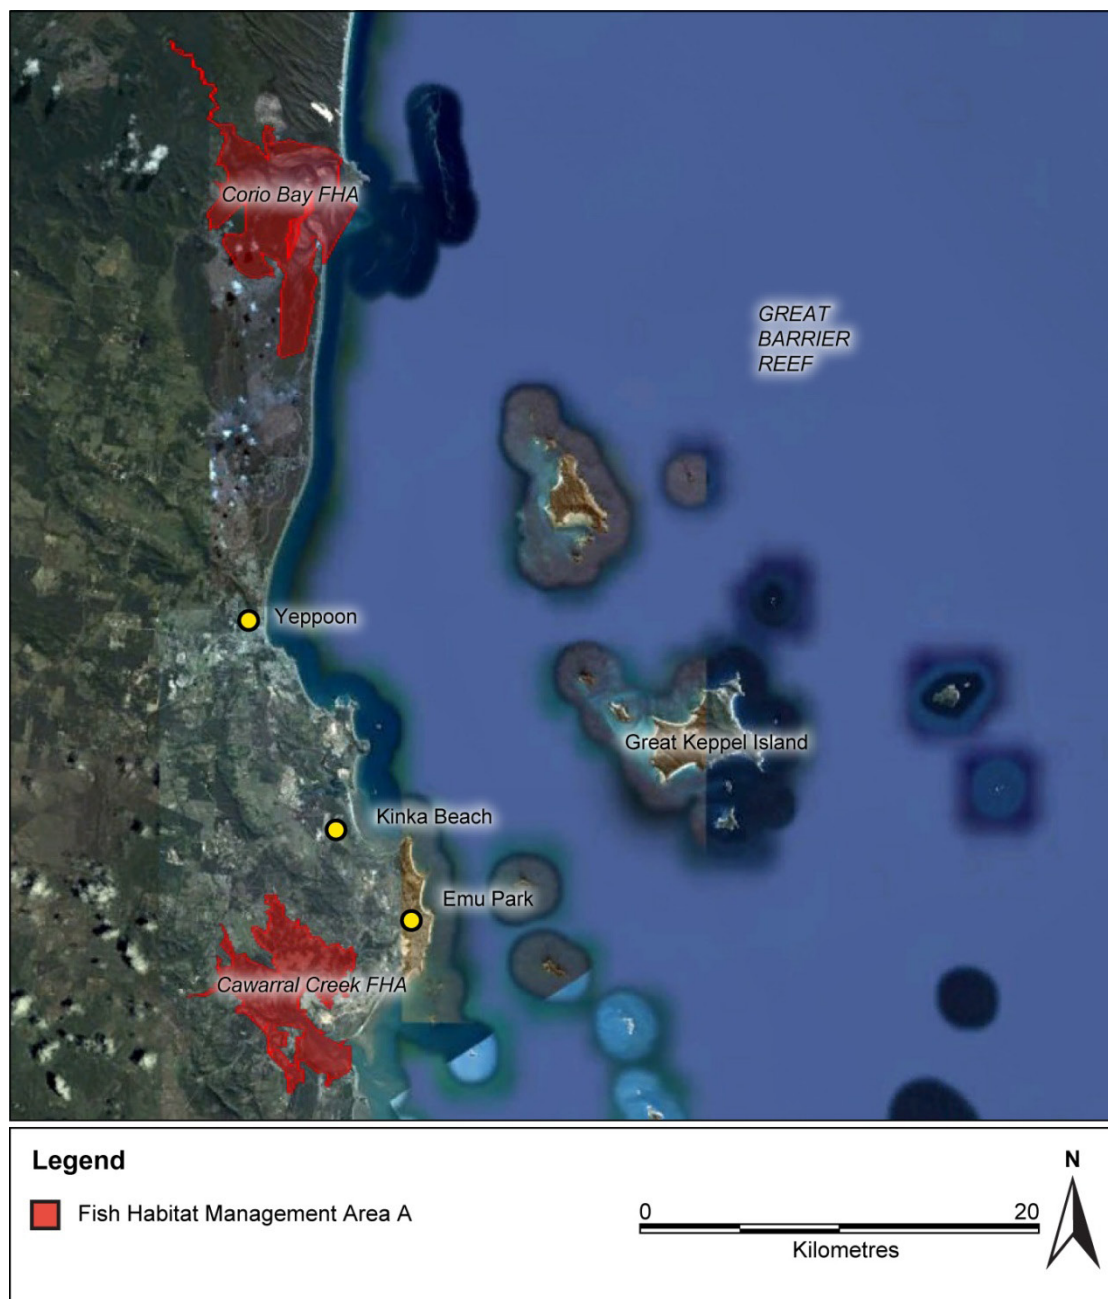 Corio Bay FHA
GREAT
BARRIER
REEF
Yeppoon
Great Keppel Island
Kinka Beach
Emu Park
Cawarral Creek FHA
Legend
Fish Habitat Management Area A
0 20
Kilometres
N